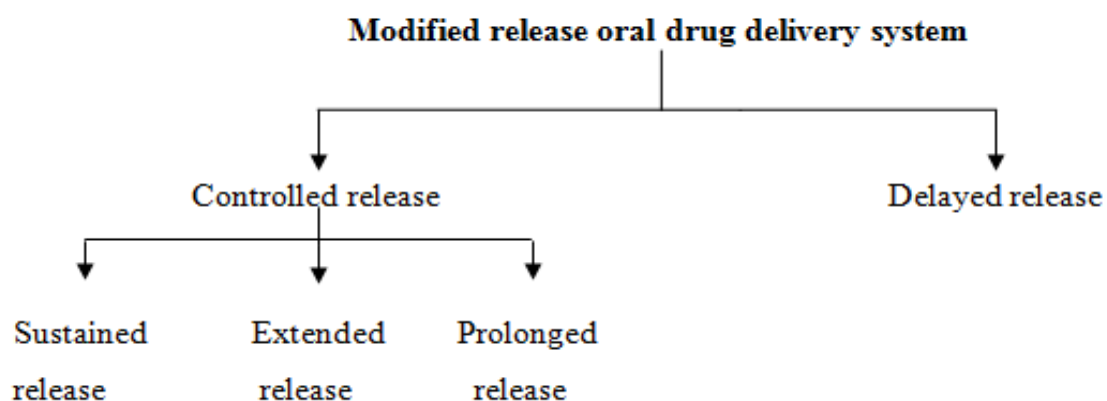 Modified release oral drug delivery system
Controlled release
Delayed release
Sustained
release
Extended
release
Prolonged
release